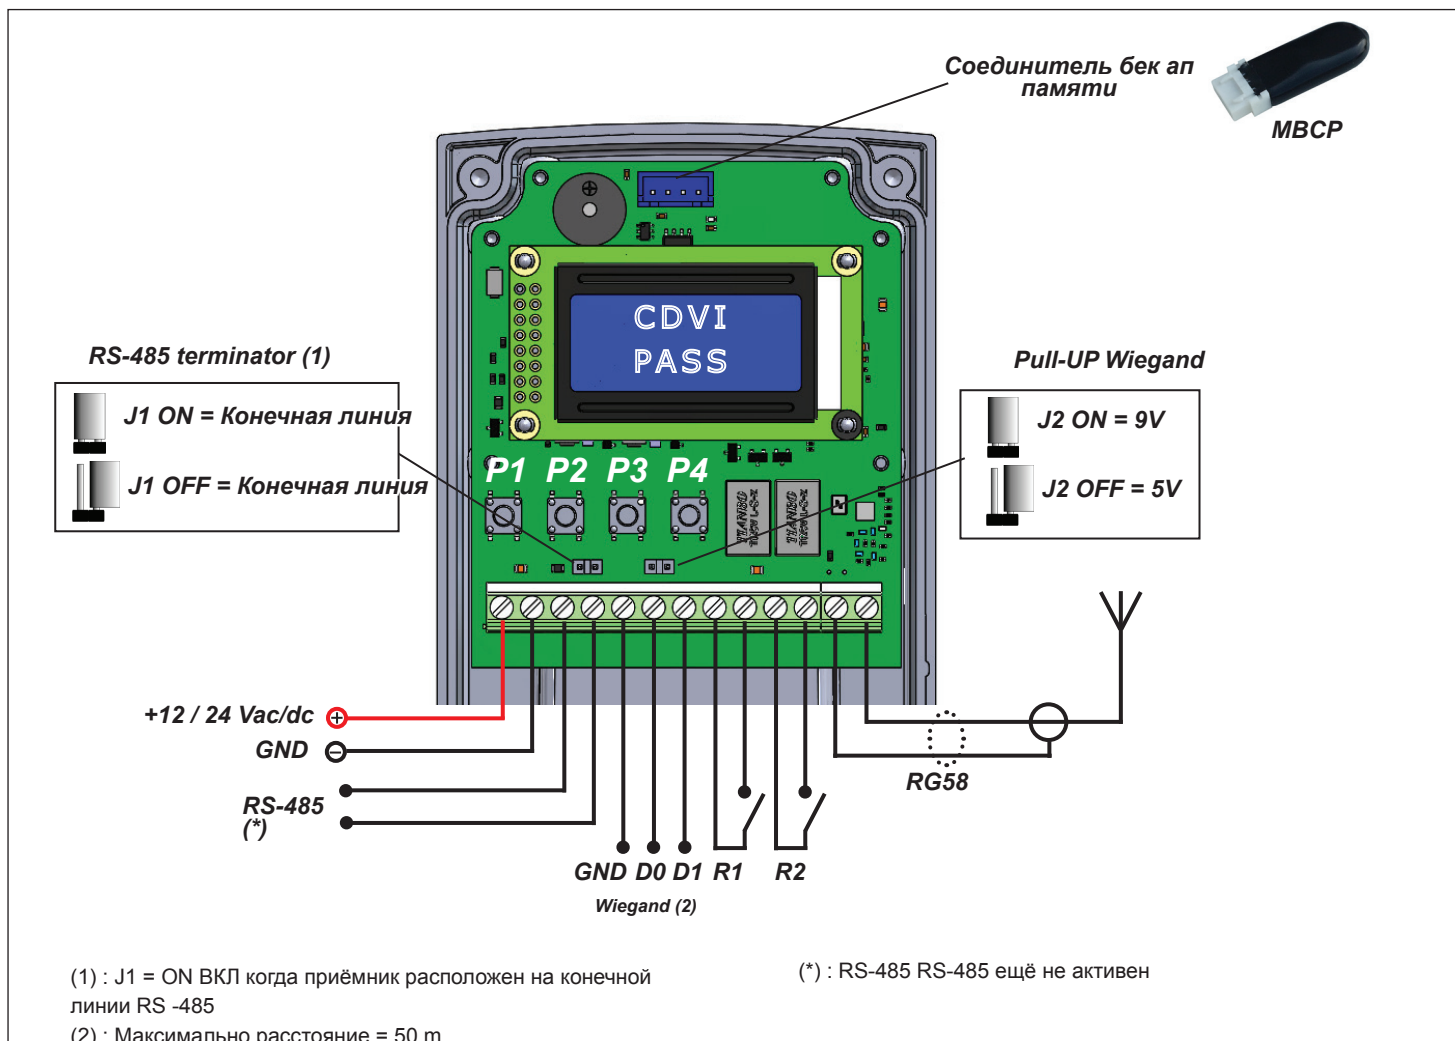 Соединитель бек ап
памяти
MBCP
CDVI
PASS
RS-485 terminator (1)
J1 ON = Конечная линия
J1 OFF = Конечная линия
Pull-UP Wiegand
J2 ON = 9V
J2 OFF = 5V
P1 P2 P3 P4
+12 / 24 Vac/dc
GND
RS-485
(*)
GND D0 D1 R1 R2
Wiegand (2)
RG58
(1) : J1 = ON ВКЛ когда приёмник расположен на конечной
линии RS -485
(2) : Максимально расстояние = 50 m
(*) : RS-485 RS-485 ещё не активен